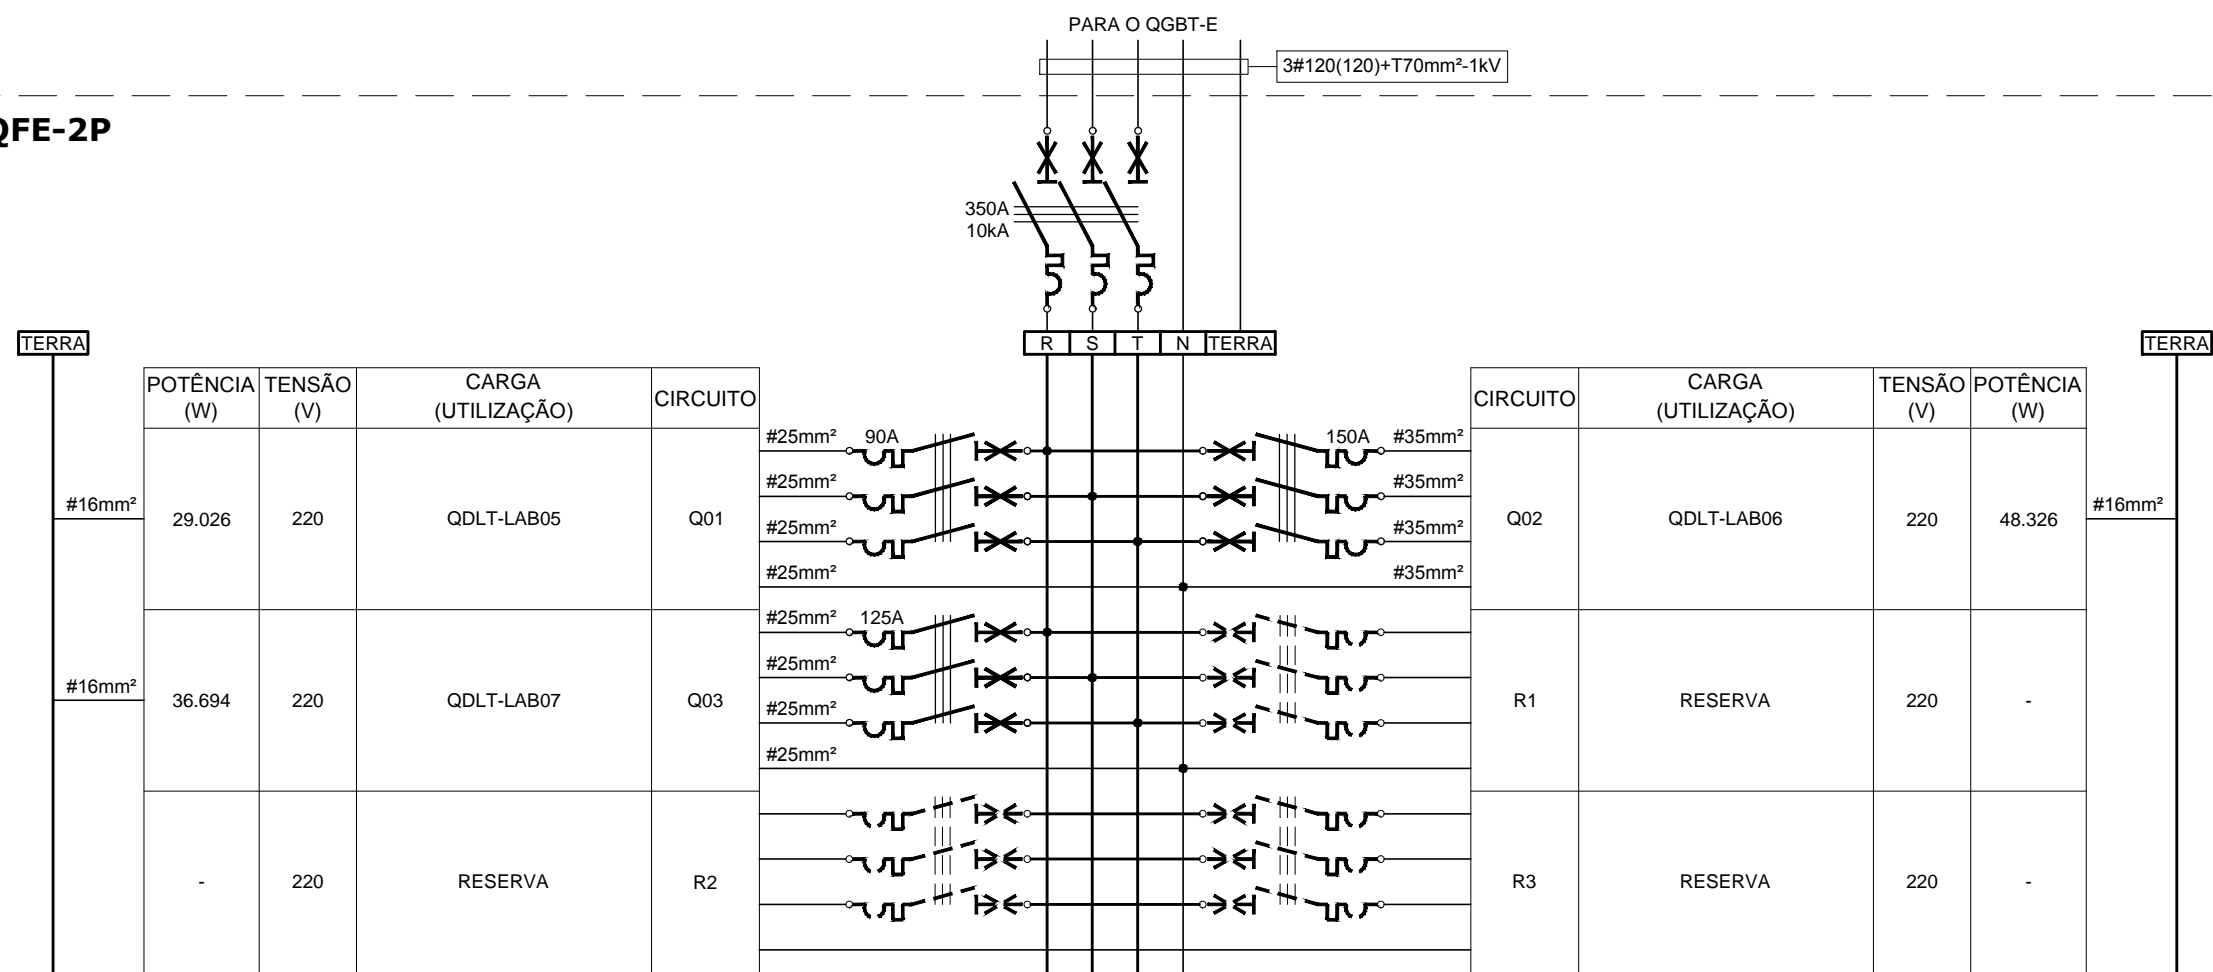 PARA O QGBT-E
3#120(120)+T70mm²-1kV
QFE-2P
350A
10kA
TERRA
R S T N TERRA
TERRA
POTÊNCIA (W) TENSÃO (V) CARGA (UTILIZAÇÃO) CIRCUITO
CIRCUITO CARGA (UTILIZAÇÃO) TENSÃO (V) POTÊNCIA (W)
#25mm² 90A 150A #35mm²
#25mm² #35mm²
#16mm² #16mm²
29.026 220 QDLT-LAB05 Q01 Q02 QDLT-LAB06 220 48.326
#25mm² #35mm²
#25mm² #35mm²
#25mm² 125A
#25mm²
#16mm²
36.694 220 QDLT-LAB07 Q03 R1 RESERVA 220 -
#25mm²
#25mm²
- 220 RESERVA R2 R3 RESERVA 220 -